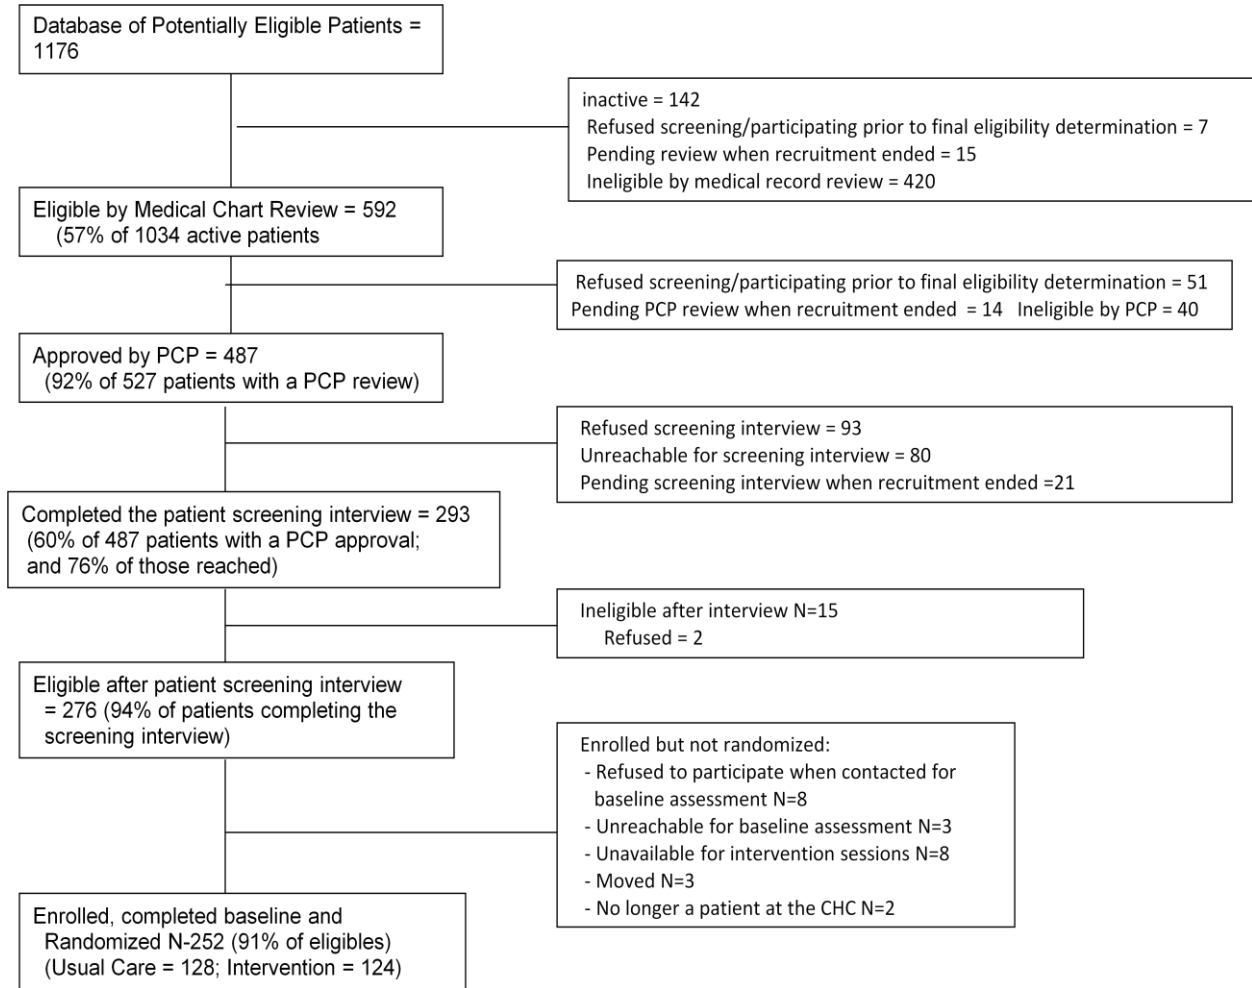 Database of Potentially Eligible Patients =
1176
inactive = 142
Refused screening/participating prior to final eligibility determination = 7
Pending review when recruitment ended = 15
Ineligible by medical record review = 420
Eligible by Medical Chart Review = 592
(57% of 1034 active patients
Refused screening/participating prior to final eligibility determination = 51
Pending PCP review when recruitment ended = 14 Ineligible by PCP = 40
Approved by PCP = 487
(92% of 527 patients with a PCP review)
Refused screening interview = 93
Unreachable for screening interview = 80
Pending screening interview when recruitment ended =21
Completed the patient screening interview = 293
(60% of 487 patients with a PCP approval;
and 76% of those reached)
Ineligible after interview N=15
Refused = 2
Eligible after patient screening interview
= 276 (94% of patients completing the
screening interview)
Enrolled but not randomized:
- Refused to participate when contacted for
baseline assessment N=8
- Unreachable for baseline assessment N=3
- Unavailable for intervention sessions N=8
- Moved N=3
- No longer a patient at the CHC N=2
Enrolled, completed baseline and
Randomized N-252 (91% of eligibles)
(Usual Care = 128; Intervention = 124)